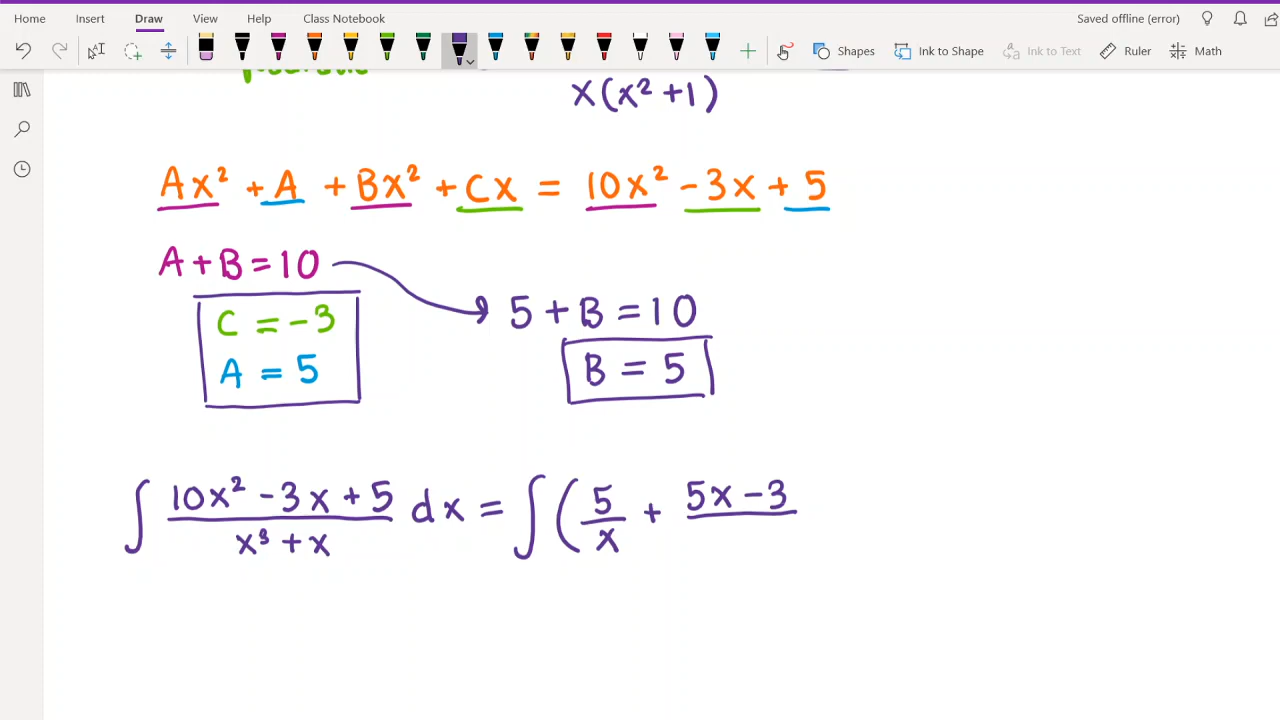 Home Insert Draw View Help Class Notebook Saved offline (error)
Shapes Ink to Shape Ink to Text Ruler Math
x(x² +1)
Ax² + A + Bx² + Cx = 10x² - 3x + 5
A + B = 10
5 + B = 10
C = -3
B = 5
A = 5
∫ (10x² - 3x + 5)/(x³ + x) dx = ∫ ( 5/x + 5x - 3